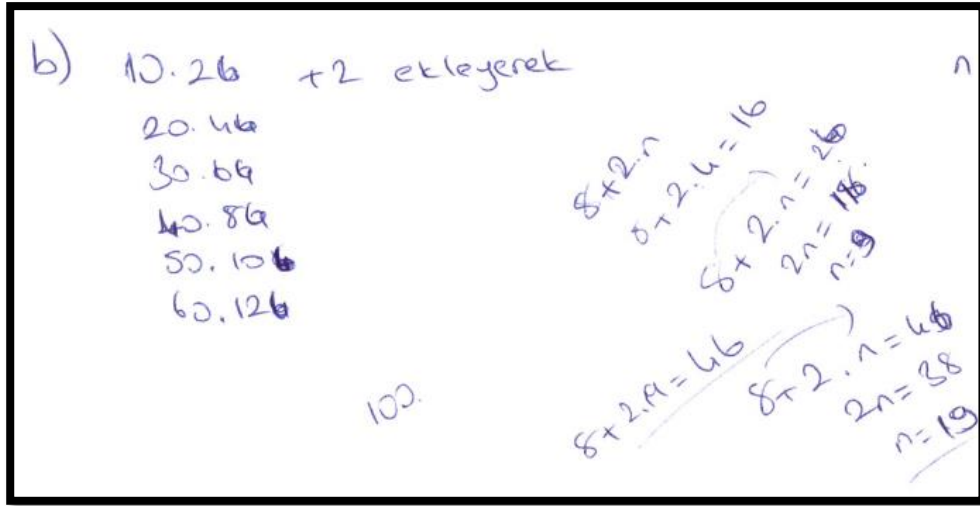 b) 10.26 +2 ekleyerek
20.46
30.66
40.86
50.106
60.126
100.
n
8+2.n
8+2.4=16
8+2.n=26
2n=18
n=9
8+2.n=46
8+2.n=46
2n=38
n=19